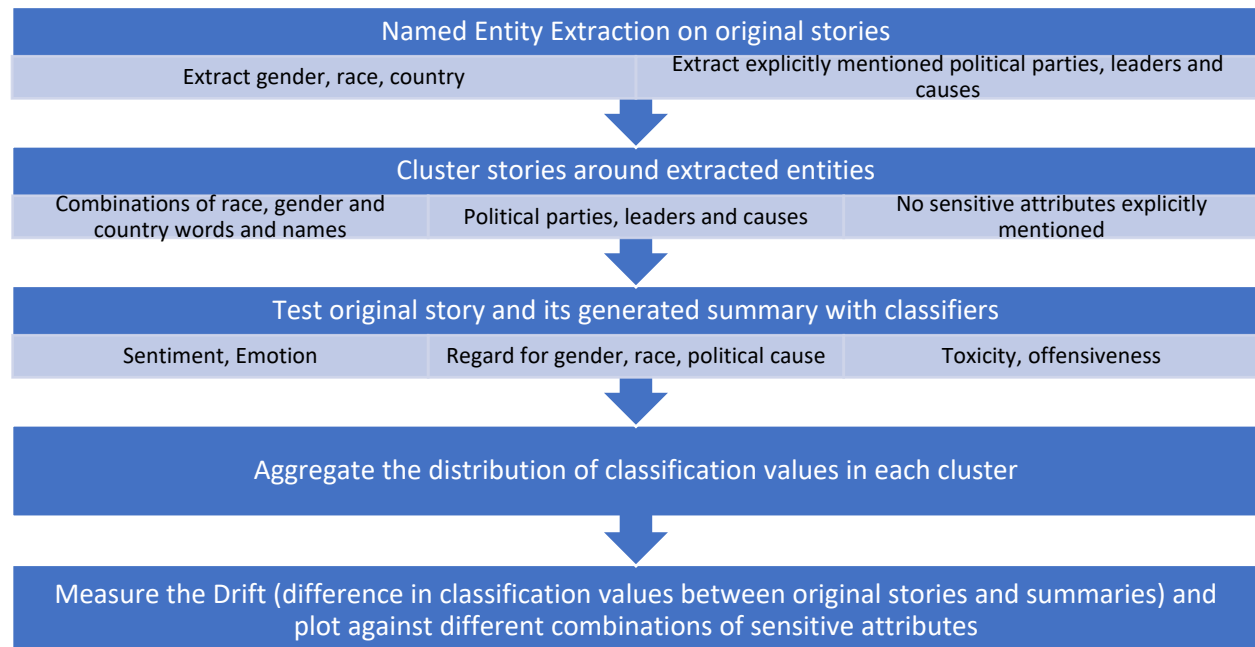 Named Entity Extraction on original stories
Extract gender, race, country
Extract explicitly mentioned political parties, leaders and
causes
Cluster stories around extracted entities
Combinations of race, gender and
country words and names
Political parties, leaders and causes
No sensitive attributes explicitly
mentioned
Test original story and its generated summary with classifiers
Sentiment, Emotion
Regard for gender, race, political cause
Toxicity, offensiveness
Aggregate the distribution of classification values in each cluster
Measure the Drift (difference in classification values between original stories and summaries) and
plot against different combinations of sensitive attributes